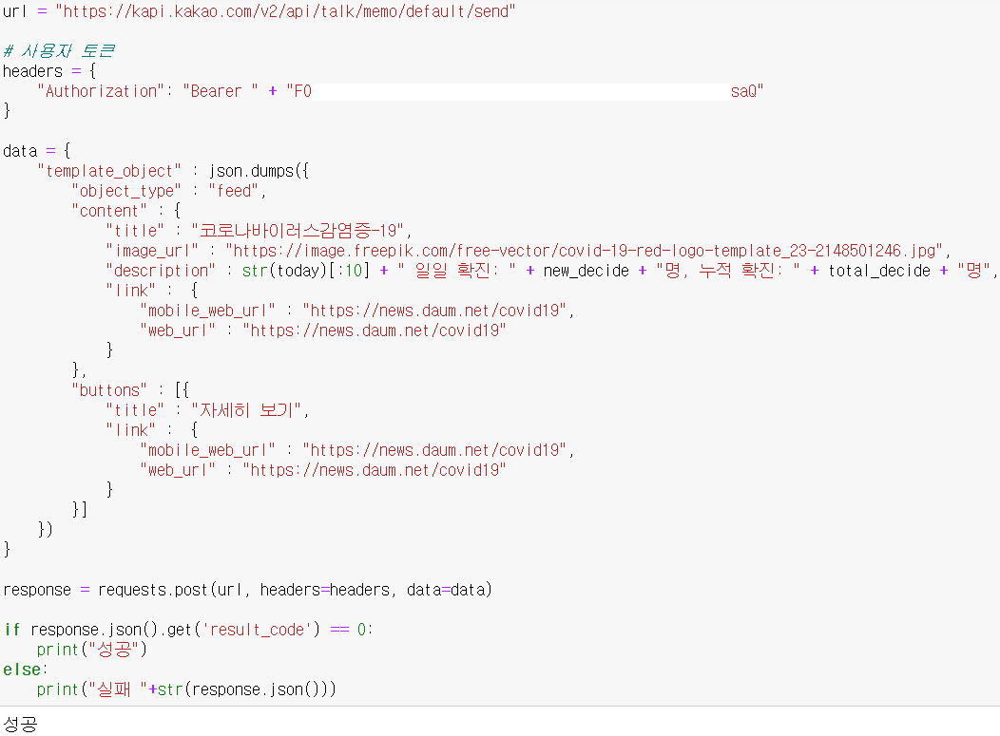 url = "https://kapi.kakao.com/v2/api/talk/memo/default/send"
# 사용자 토큰
headers = {
"Authorization": "Bearer " + "F0 saQ"
}
data = {
"template_object" : json.dumps({
"object_type" : "feed",
"content" : {
"title" : "코로나바이러스감염증-19",
"image_url" : "https://image.freepik.com/free-vector/covid-19-red-logo-template_23-2148501246.jpg",
"description" : str(today)[:10] + " 일일 확진: " + new_decide + "명, 누적 확진: " + total_decide + "명",
"link" :  {
"mobile_web_url" : "https://news.daum.net/covid19",
"web_url" : "https://news.daum.net/covid19"
}
},
"buttons" : [{
"title" : "자세히 보기",
"link" :  {
"mobile_web_url" : "https://news.daum.net/covid19",
"web_url" : "https://news.daum.net/covid19"
}
}]
})
}
response = requests.post(url, headers=headers, data=data)
if response.json().get('result_code') == 0:
print("성공")
else:
print("실패 "+str(response.json()))
성공